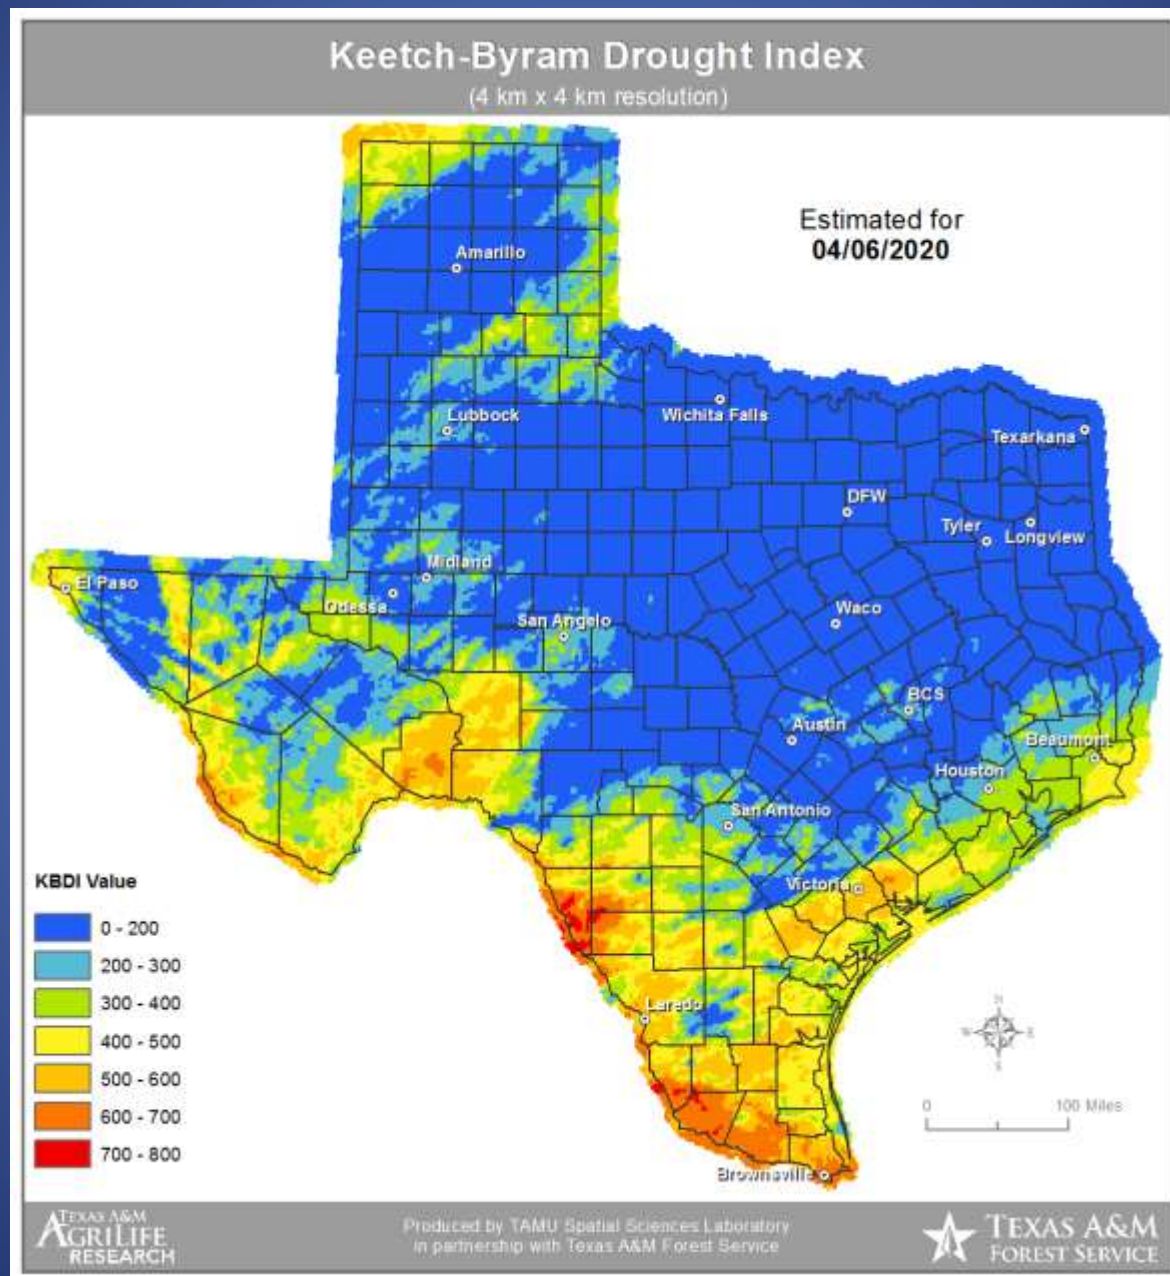 Keetch-Byram Drought Index
(4 km x 4 km resolution)
Estimated for
04/06/2020
Amarillo
Lubbock
Wichita Falls
Texarkana
DFW
Tyler
Longview
Midland
El Paso
Odessa
San Angelo
Waco
BCS
Austin
Beaumont
Houston
San Antonio
Victoria
Laredo
Brownsville
KBDI Value
0 - 200
200 - 300
300 - 400
400 - 500
500 - 600
600 - 700
700 - 800
N
W
E
S
0 100 Miles
TEXAS A&M
AGRILIFE
RESEARCH
Produced by TAMU Spatial Sciences Laboratory
in partnership with Texas A&M Forest Service
TEXAS A&M
FOREST SERVICE